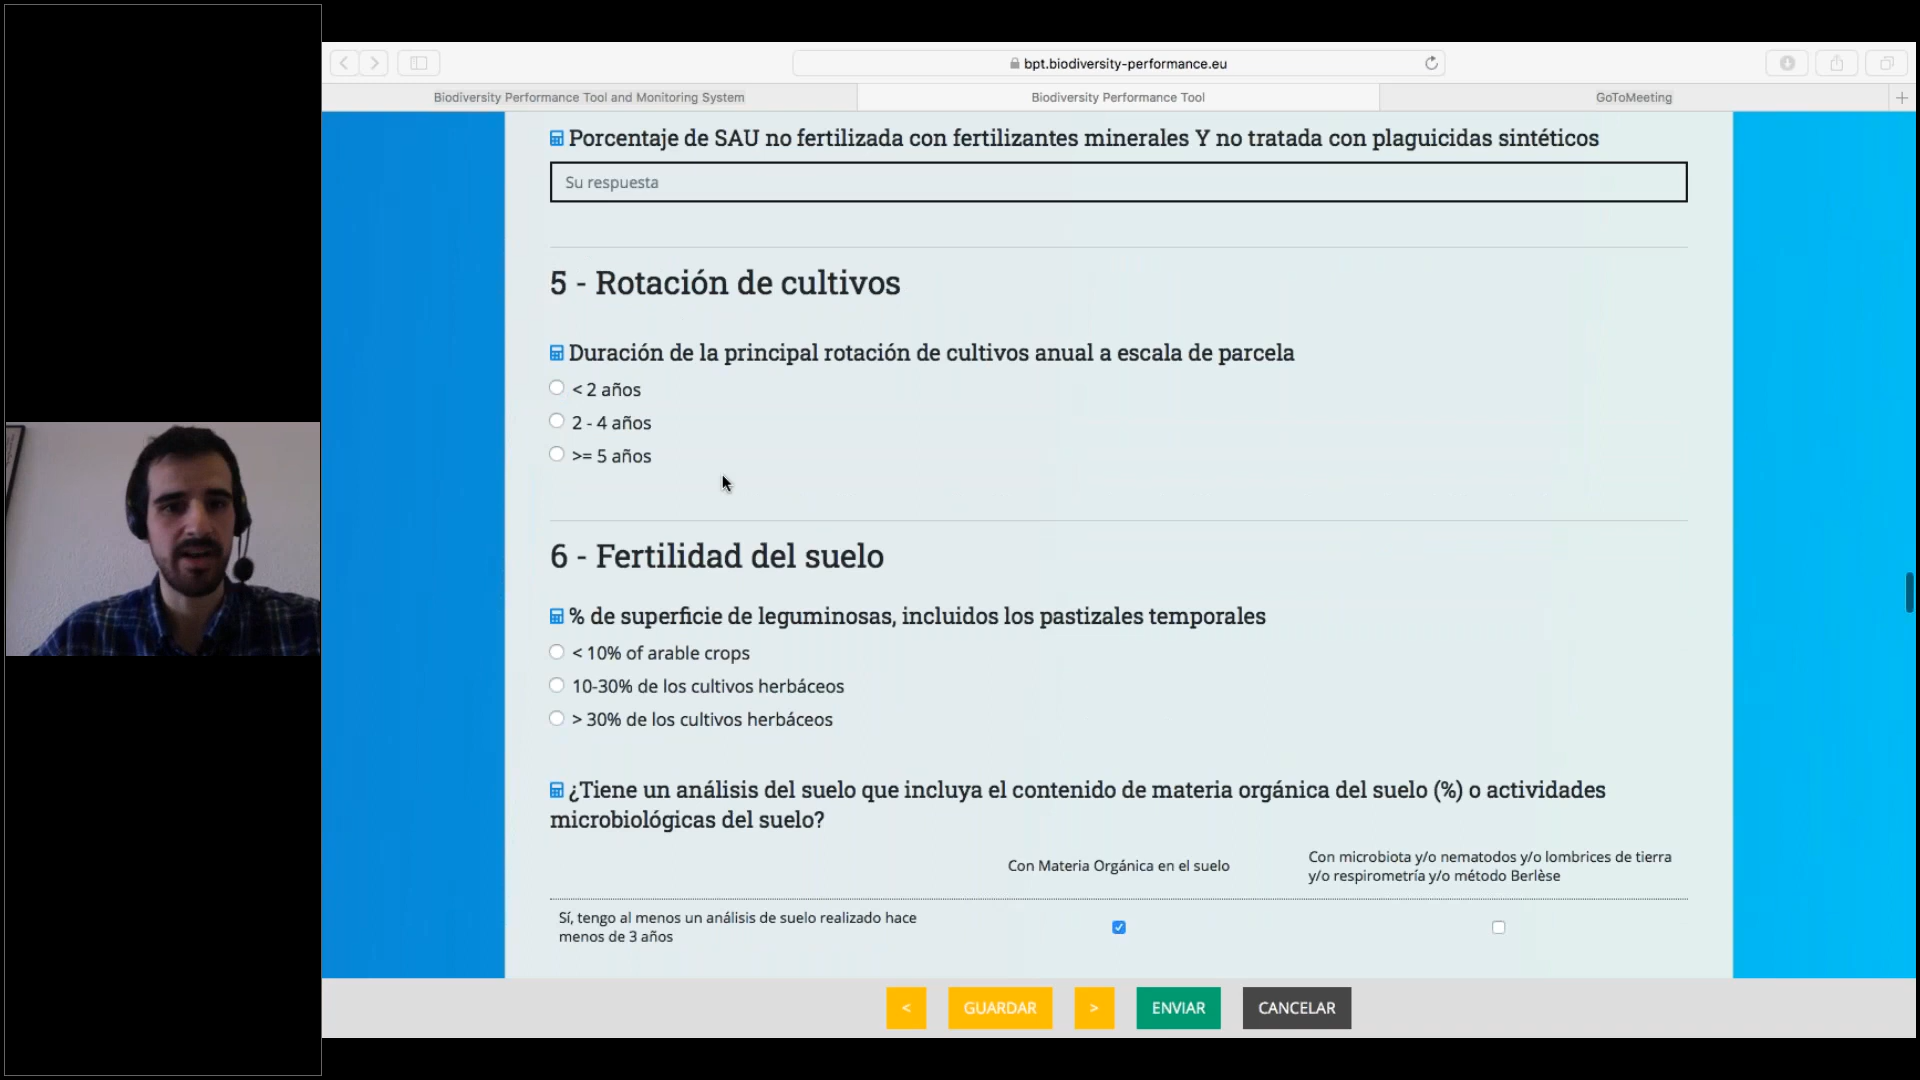 bpt.biodiversity-performance.eu
Biodiversity Performance Tool and Monitoring System
Biodiversity Performance Tool
GoToMeeting
Porcentaje de SAU no fertilizada con fertilizantes minerales Y no tratada con plaguicidas sintéticos
Su respuesta
5 - Rotación de cultivos
Duración de la principal rotación de cultivos anual a escala de parcela
< 2 años
2 - 4 años
>= 5 años
6 - Fertilidad del suelo
% de superficie de leguminosas, incluidos los pastizales temporales
< 10% of arable crops
10-30% de los cultivos herbáceos
> 30% de los cultivos herbáceos
¿Tiene un análisis del suelo que incluya el contenido de materia orgánica del suelo (%) o actividades
microbiológicas del suelo?
Con Materia Orgánica en el suelo
Con microbiota y/o nematodos y/o lombrices de tierra
y/o respirometría y/o método Berlèse
Sí, tengo al menos un análisis de suelo realizado hace
menos de 3 años
< GUARDAR > ENVIAR CANCELAR